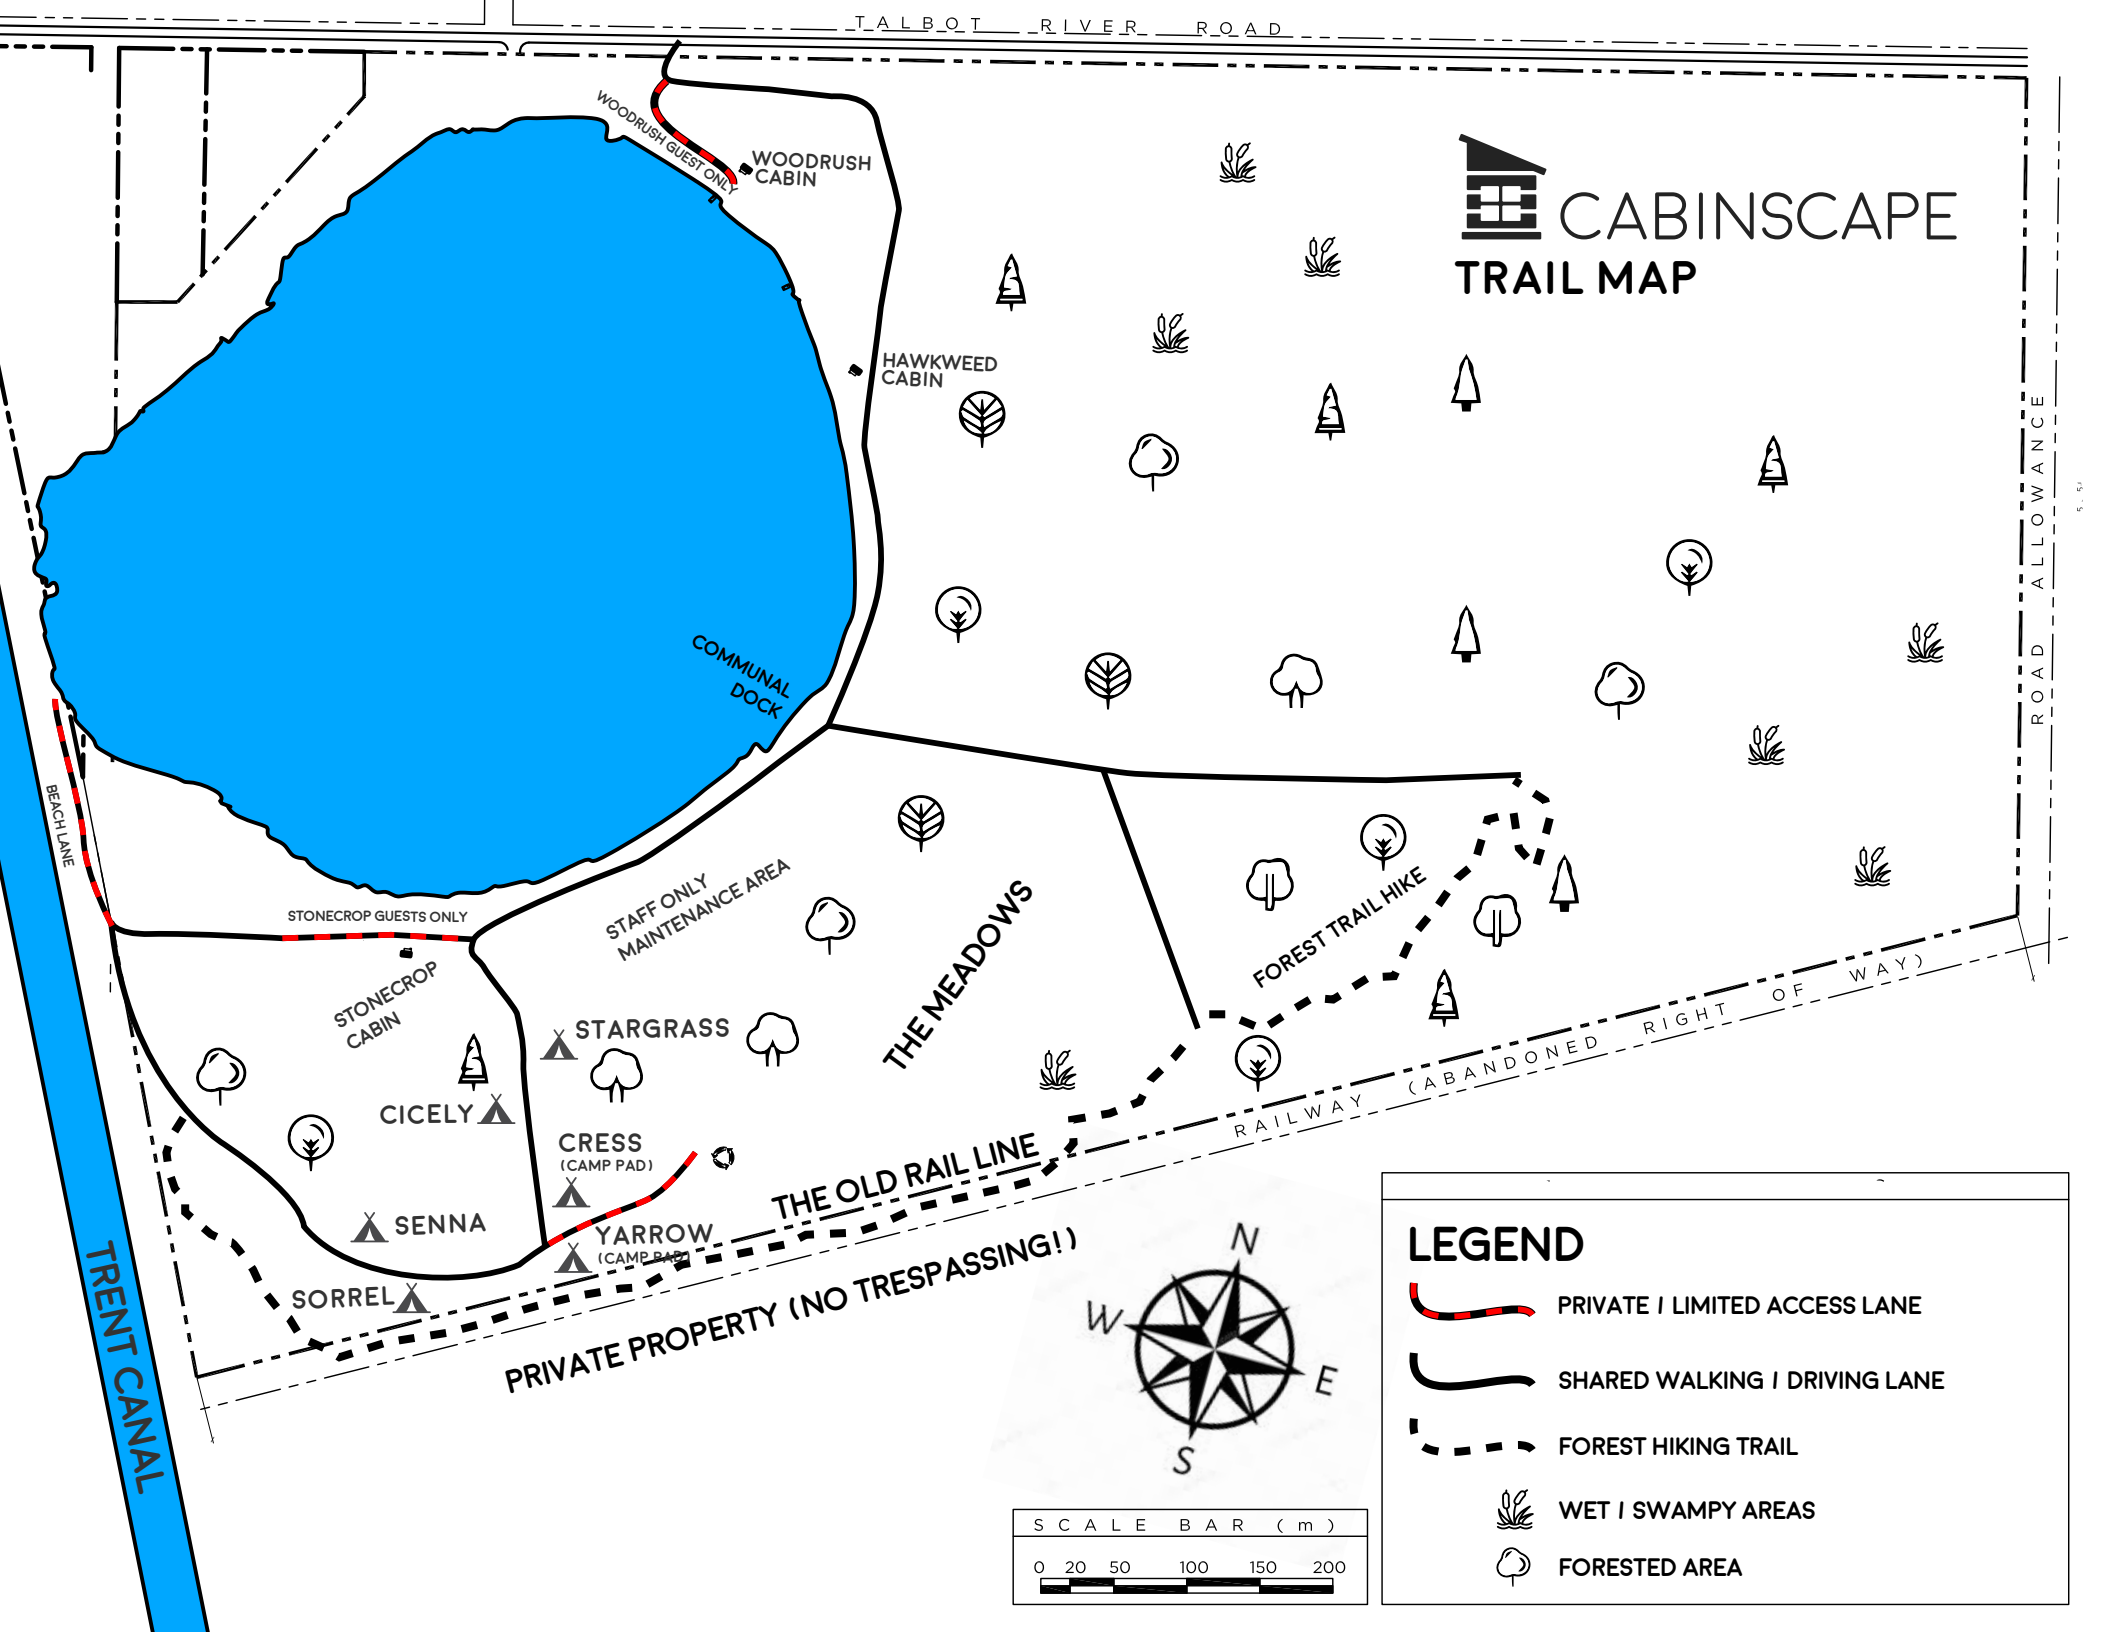 TALBOT RIVER ROAD
WOODRUSH GUEST ONLY
WOODRUSH
CABIN
CABINSCAPE
TRAIL MAP
HAWKWEED
CABIN
ROAD ALLOWANCE
COMMUNAL
DOCK
BEACH LANE
STONECROP GUESTS ONLY
STAFF ONLY
MAINTENANCE AREA
STONECROP
CABIN
THE MEADOWS
FOREST TRAIL HIKE
STARGRASS
CICELY
CRESS
(CAMP PAD)
SENNA
YARROW
(CAMP PAD)
SORREL
THE OLD RAIL LINE
RAILWAY (ABANDONED RIGHT OF WAY)
PRIVATE PROPERTY (NO TRESPASSING!)
TRENT CANAL
N
W
E
S
SCALE BAR (m)
0 20 50 100 150 200
LEGEND
PRIVATE / LIMITED ACCESS LANE
SHARED WALKING / DRIVING LANE
FOREST HIKING TRAIL
WET / SWAMPY AREAS
FORESTED AREA